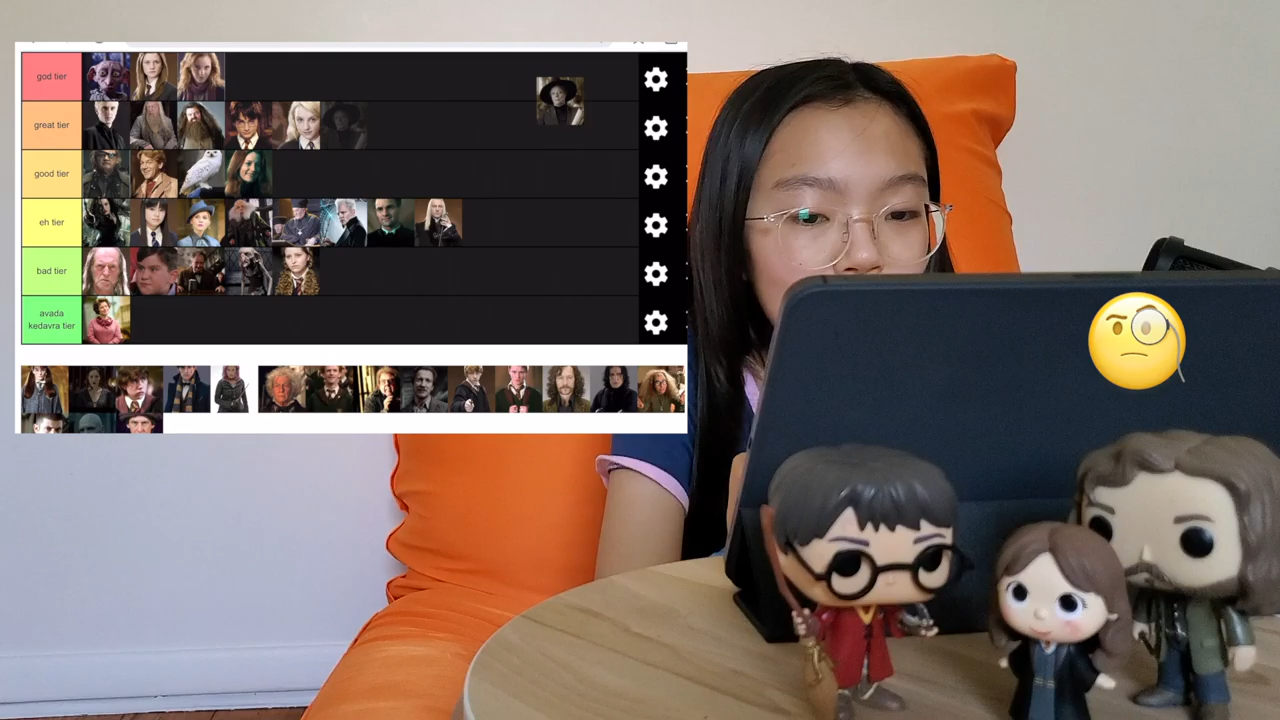 god tier
great tier
good tier
eh tier
bad tier
avada
kedavra tier